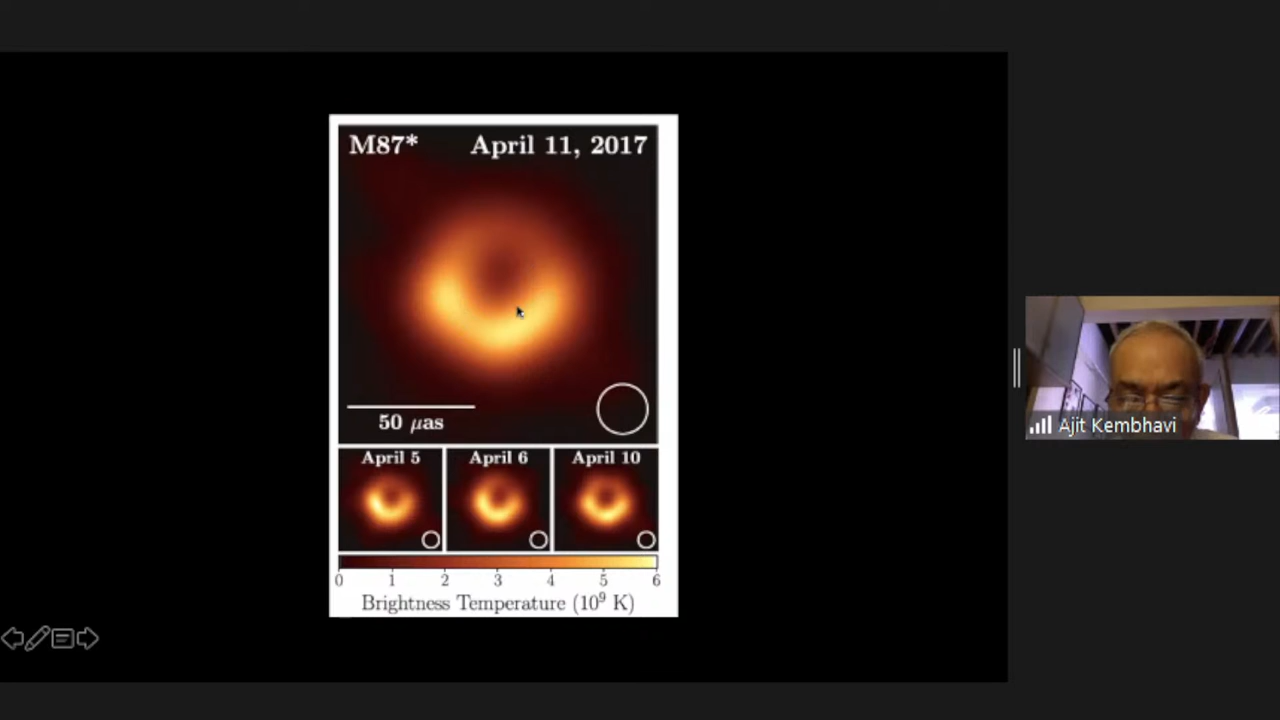 M87* April 11, 2017
50 μas
April 5 April 6 April 10
0 1 2 3 4 5 6
Brightness Temperature (10⁹ K)
Ajit Kembhavi